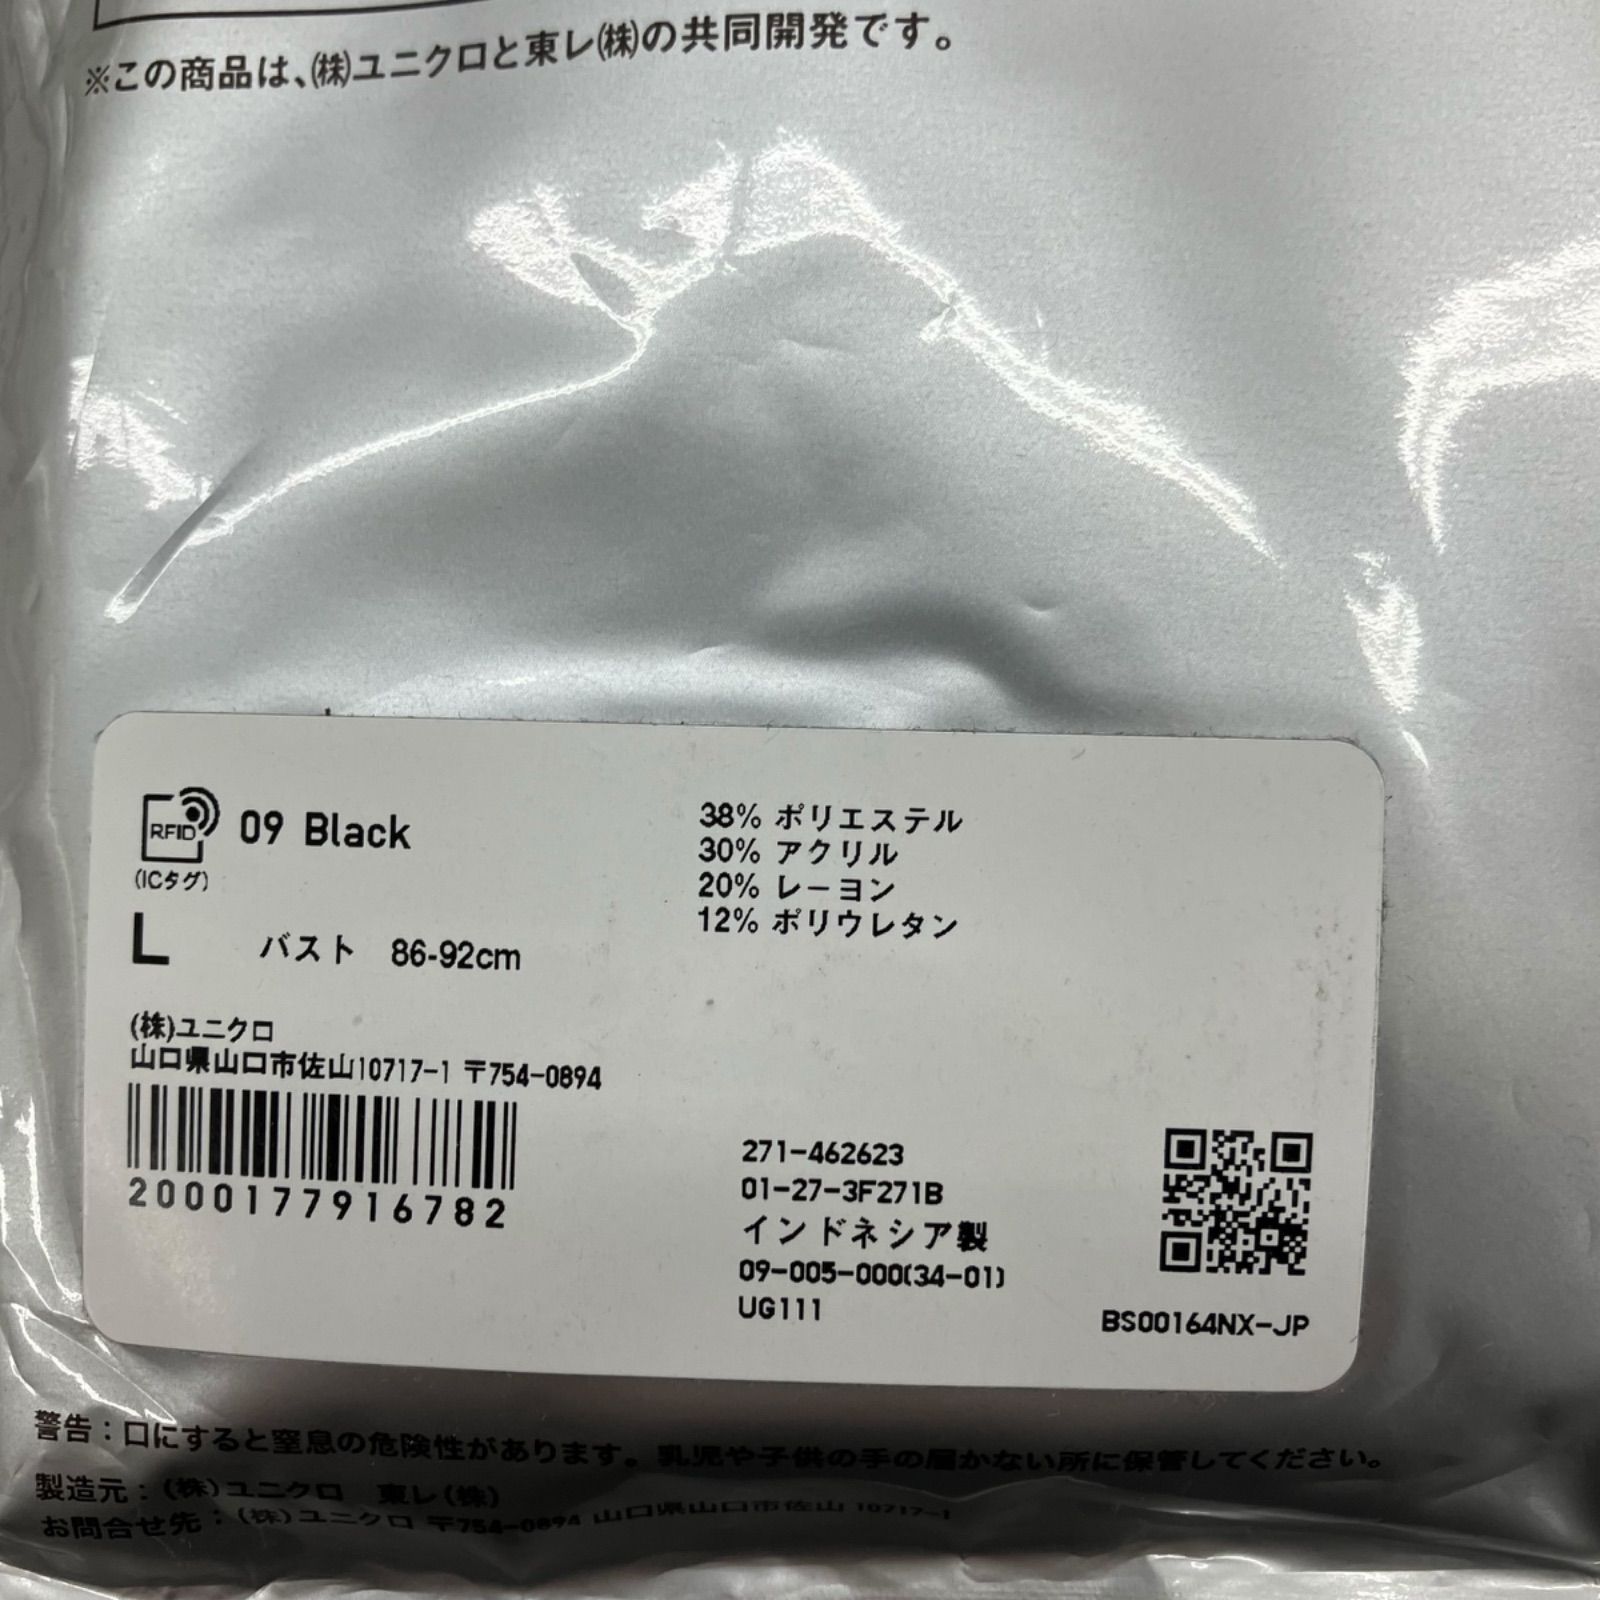 ※この商品は、㈱ユニクロと東レ㈱の共同開発です。
RFID
(ICタグ)
09 Black
L バスト 86-92cm
38% ポリエステル
30% アクリル
20% レーヨン
12% ポリウレタン
(株)ユニクロ
山口県山口市佐山10717-1 〒754-0894
2000177916782
271-462623
01-27-3F271B
インドネシア製
09-005-000(34-01)
UG111
BS00164NX-JP
警告：口にすると窒息の危険性があります。乳児や子供の手の届かない所に保管してください。
製造元：(株)ユニクロ 東レ(株)
お問合せ先：(株)ユニクロ 〒754-0894 山口県山口市佐山 10717-1